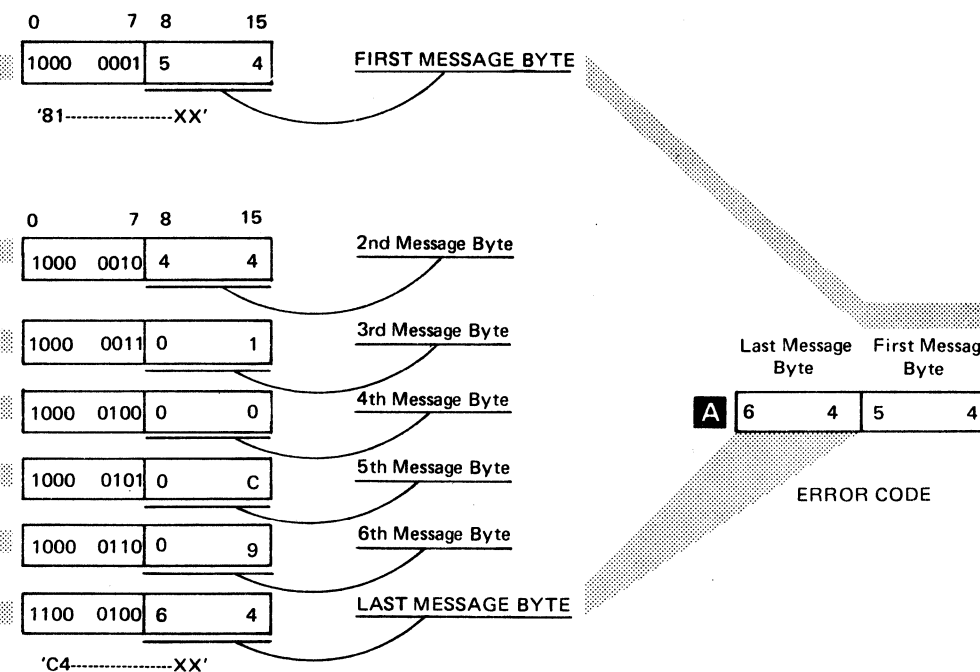 0 7 8 15
1000 0001 5 4
FIRST MESSAGE BYTE
'81------------------XX'
0 7 8 15
1000 0010 4 4
2nd Message Byte
1000 0011 0 1
3rd Message Byte
1000 0100 0 0
4th Message Byte
1000 0101 0 C
5th Message Byte
1000 0110 0 9
6th Message Byte
1100 0100 6 4
LAST MESSAGE BYTE
'C4-----------------XX'
Last Message Byte
First Messag
Byte
A 6 4 5 4
ERROR CODE